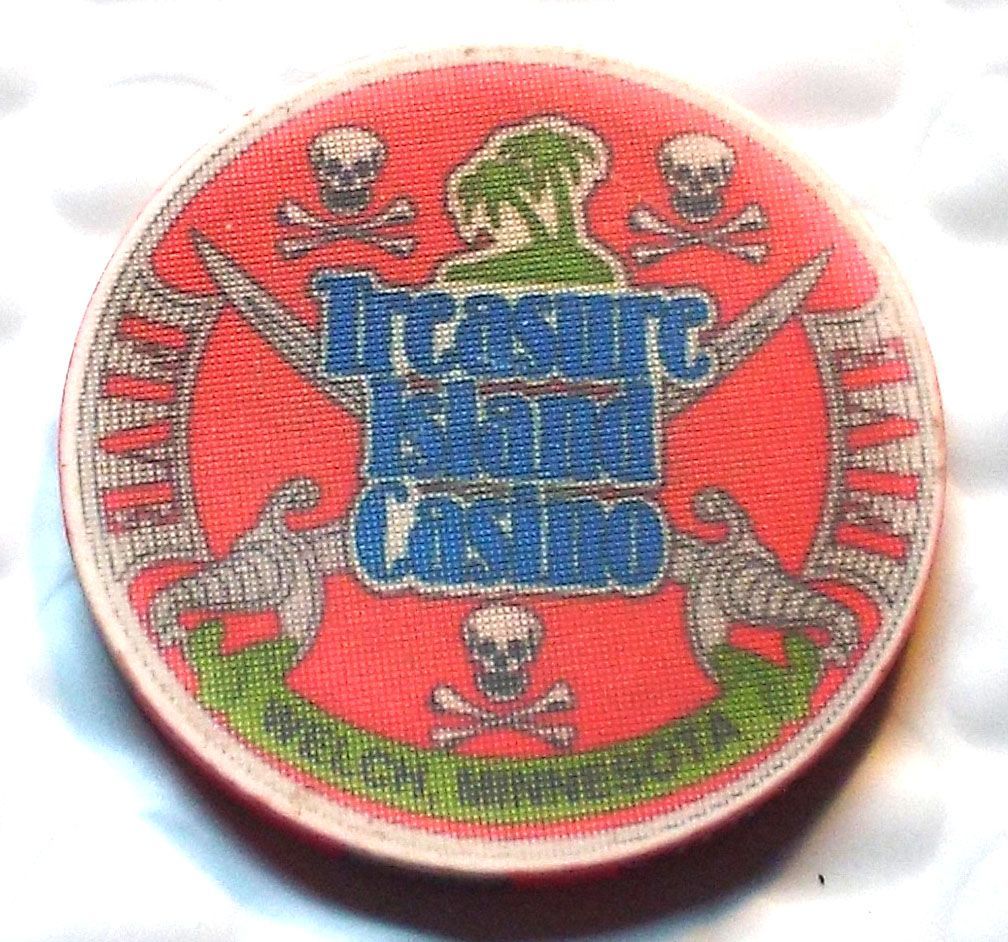 Treasure
Island
Casino
WELCH, MINNESOTA